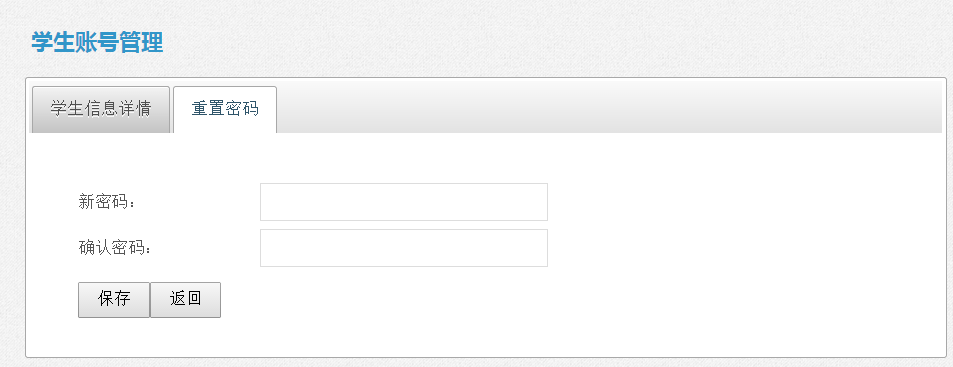 学生账号管理
学生信息详情 重置密码
新密码：
确认密码：
保存 返回